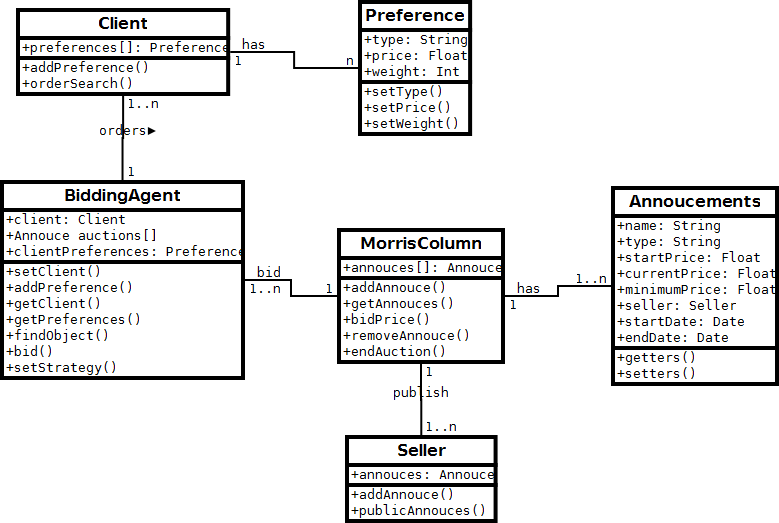 Client
+preferences[]: Preference
+addPreference()
+orderSearch()
has
1
n
Preference
+type: String
+price: Float
+weight: Int
+setType()
+setPrice()
+setWeight()
1..n
orders▶
1
BiddingAgent
+client: Client
+Annouce auctions[]
+clientPreferences: Preference
+setClient()
+addPreference()
+getClient()
+getPreferences()
+findObject()
+bid()
+setStrategy()
bid
1..n
1
MorrisColumn
+annouces[]: Annouce
+addAnnouce()
+getAnnouces()
+bidPrice()
+removeAnnouce()
+endAuction()
has
1
1..n
Annoucements
+name: String
+type: String
+startPrice: Float
+currentPrice: Float
+minimumPrice: Float
+seller: Seller
+startDate: Date
+endDate: Date
+getters()
+setters()
1
publish
1..n
Seller
+annouces: Annouce
+addAnnouce()
+publicAnnouces()